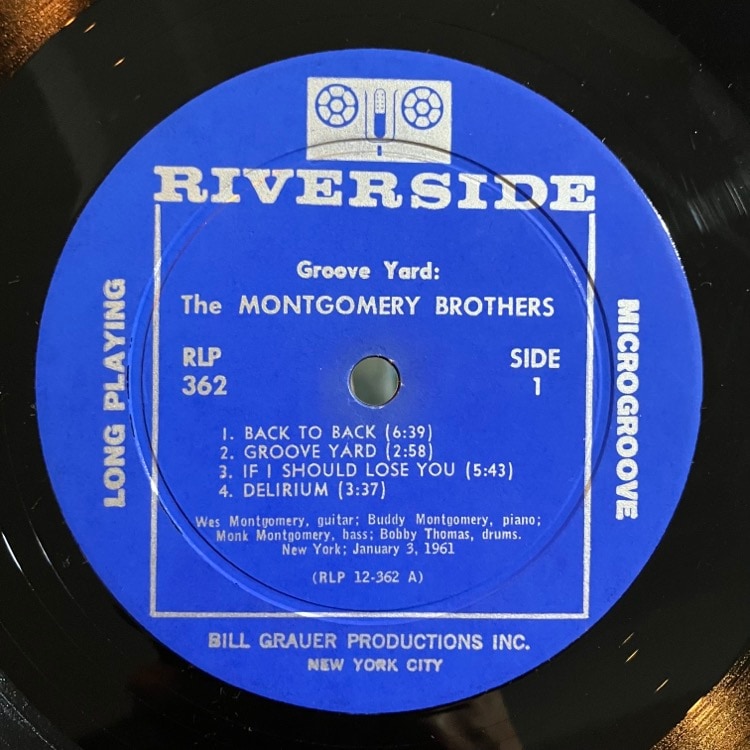 RIVERSIDE
Groove Yard:
The MONTGOMERY BROTHERS
RLP
362
SIDE
1
LONG PLAYING
MICROGROOVE
1. BACK TO BACK (6:39)
2. GROOVE YARD (2:58)
3. IF I SHOULD LOSE YOU (5:43)
4. DELIRIUM (3:37)
Wes Montgomery, guitar; Buddy Montgomery, piano;
Monk Montgomery, bass; Bobby Thomas, drums.
New York; January 3, 1961
(RLP 12-362 A)
BILL GRAUER PRODUCTIONS INC.
NEW YORK CITY